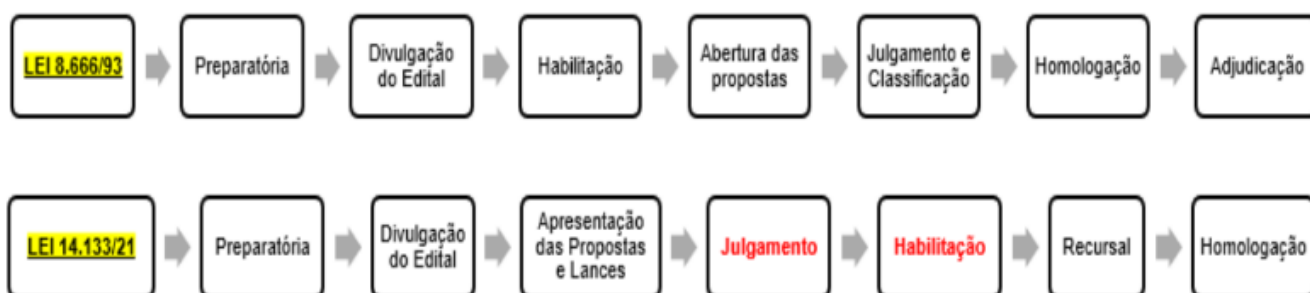 LEI 8.666/93
Preparatória
Divulgação
do Edital
Habilitação
Abertura das
propostas
Julgamento e
Classificação
Homologação
Adjudicação
LEI 14.133/21
Preparatória
Divulgação
do Edital
Apresentação
das Propostas
e Lances
Julgamento
Habilitação
Recursal
Homologação